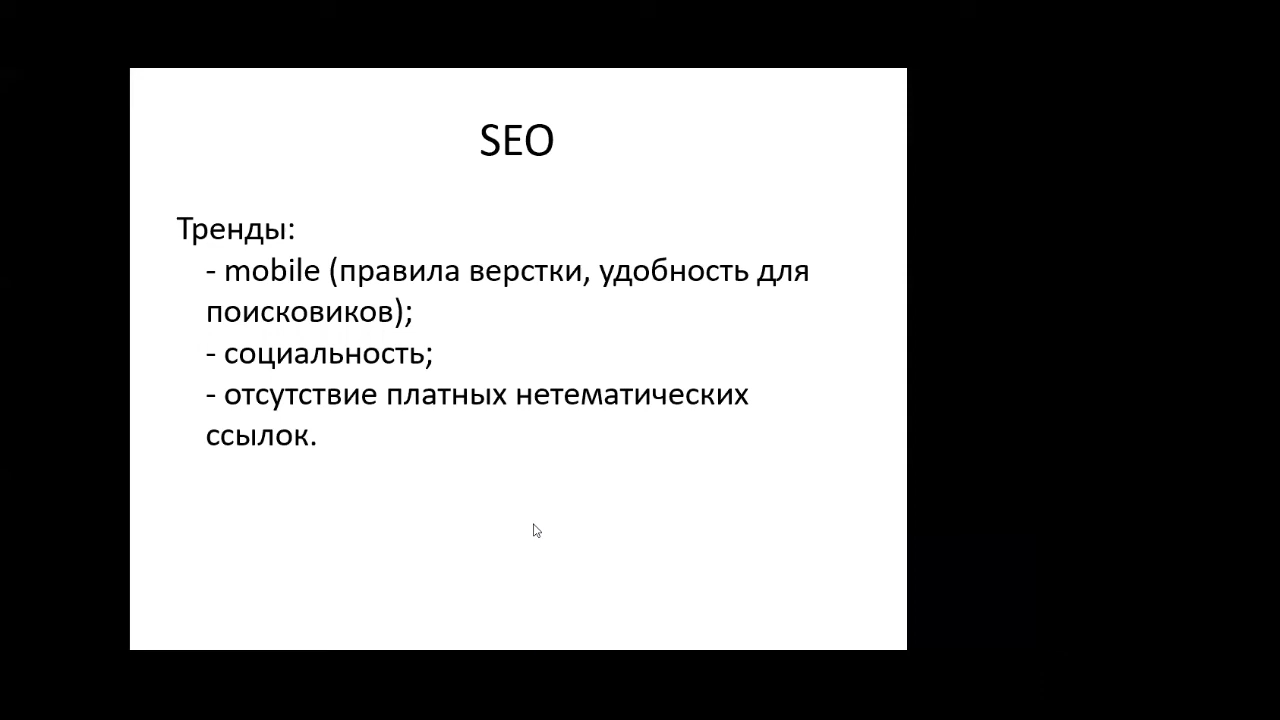 SEO
Тренды:
- mobile (правила верстки, удобность для
поисковиков);
- социальность;
- отсутствие платных нетематических
ссылок.